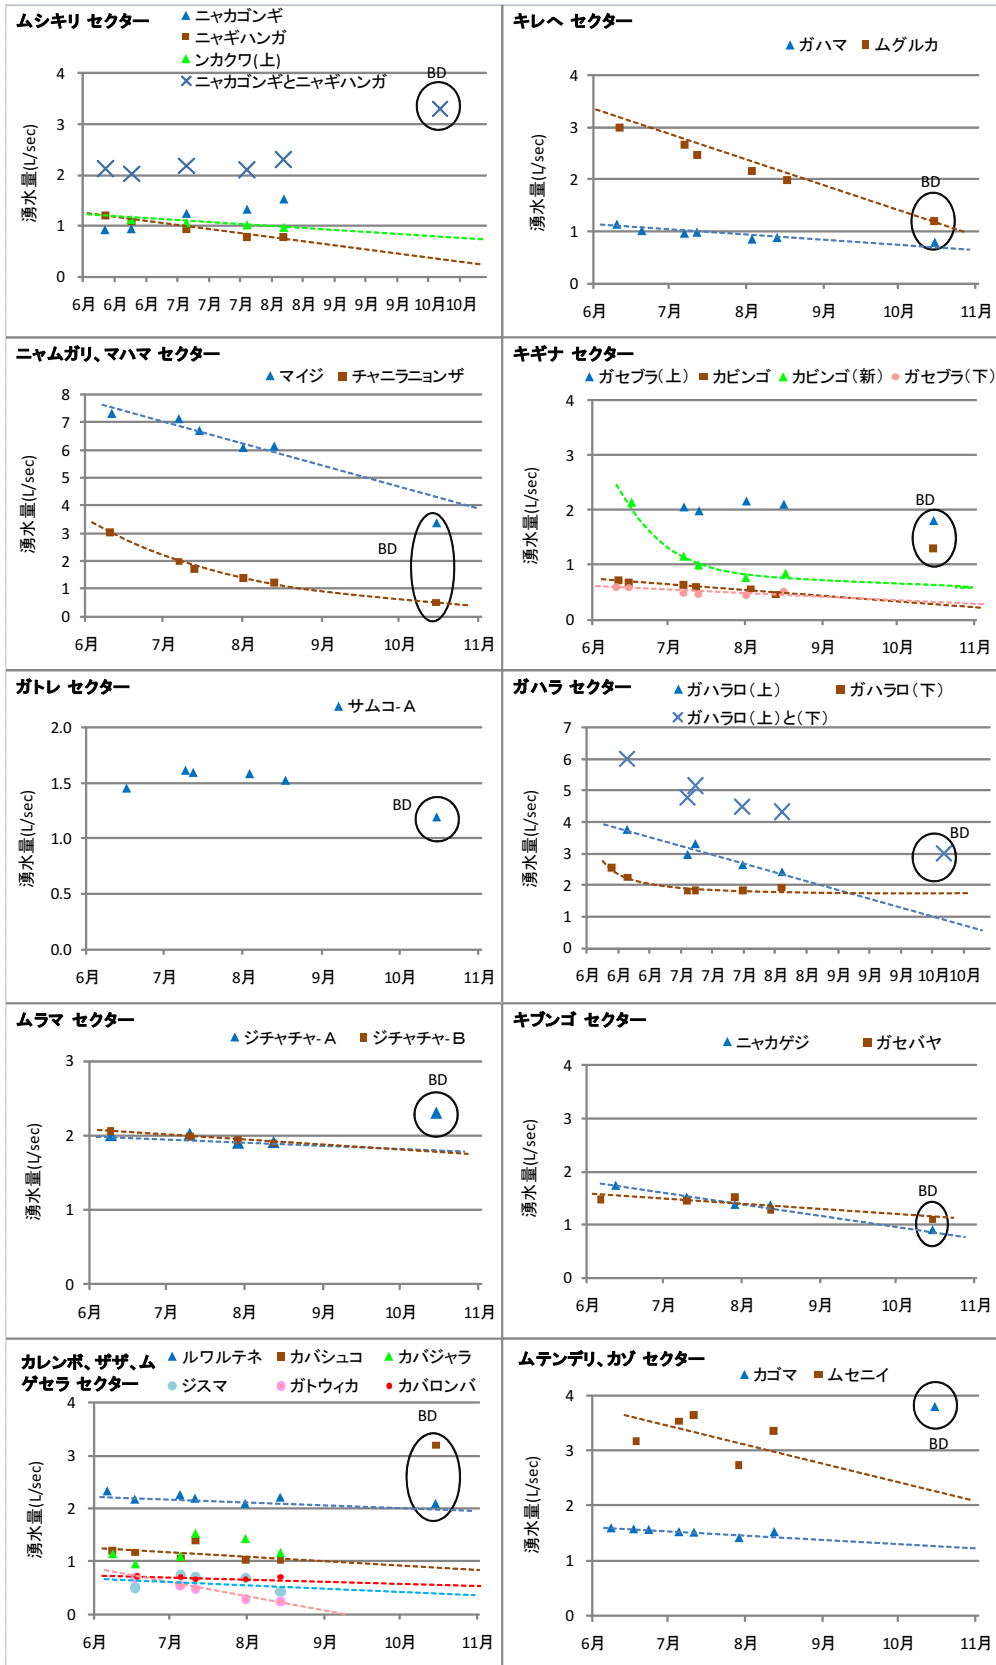 ムシキリ セクター
ニャカゴンギ
ニャギハンガ
ンカクワ(上)
ニャカゴンギとニャギハンガ
BD
湧水量(L/sec)
4
3
2
1
0
6月 6月 6月 7月 7月 7月 8月 8月 9月 9月 10月 10月
キレヘ セクター
ガハマ ムグルカ
BD
湧水量(L/sec)
4
3
2
1
0
6月 7月 8月 9月 10月 11月
ニャムガリ、マハマ セクター
マイジ チャニラニョンザ
BD
湧水量(L/sec)
8
7
6
5
4
3
2
1
0
6月 7月 8月 9月 10月 11月
キギナ セクター
ガセブラ(上) カビンゴ カビンゴ(新) ガセブラ(下)
BD
湧水量(L/sec)
4
3
2
1
0
6月 7月 8月 9月 10月 11月
ガトレ セクター
サムコ-A
BD
湧水量(L/sec)
2.0
1.5
1.0
0.5
0.0
6月 7月 8月 9月 10月 11月
ガハラ セクター
ガハラロ(上) ガハラロ(下)
ガハラロ(上)と(下)
BD
湧水量(L/sec)
7
6
5
4
3
2
1
0
6月 6月 6月 7月 7月 7月 8月 8月 9月 9月 9月 10月 10月
ムラマ セクター
ジチャチャ-A ジチャチャ-B
BD
湧水量(L/sec)
3
2
1
0
6月 7月 8月 9月 10月 11月
キブンゴ セクター
ニャカゲジ ガセバヤ
BD
湧水量(L/sec)
4
3
2
1
0
6月 7月 8月 9月 10月 11月
カレンボ、ザザ、ム
ゲセラ セクター
ルワルテネ カバシュコ カバジャラ
ジスマ ガトウィカ カバロンバ
BD
湧水量(L/sec)
4
3
2
1
0
6月 7月 8月 9月 10月 11月
ムテンデリ、カゾ セクター
カゴマ ムセニイ
BD
湧水量(L/sec)
4
3
2
1
0
6月 7月 8月 9月 10月 11月